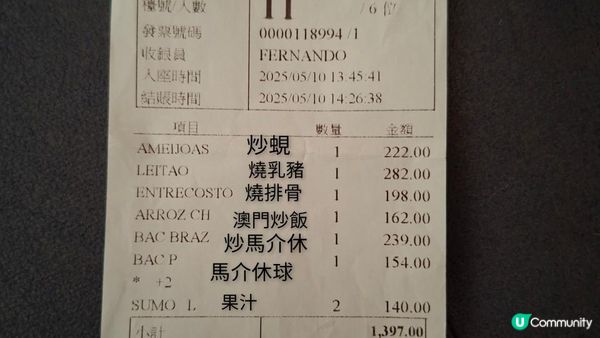 檯號/人數 11 / 6 位
發票號碼 0000118994 /1
收銀員 FERNANDO
入座時間 2025/05/10 13:45:41
結賬時間 2025/05/10 14:26:38
項目 數量 金額
AMEIJOAS 炒蜆 1 222.00
LEITAO 燒乳豬 1 282.00
ENTRECOSTO 燒排骨 1 198.00
ARROZ CH 澳門炒飯 1 162.00
BAC BRAZ 炒馬介休 1 239.00
BAC P 馬介休球 1 154.00
* +2
SUMO L 果汁 2 140.00
小計 1,397.00
U Community